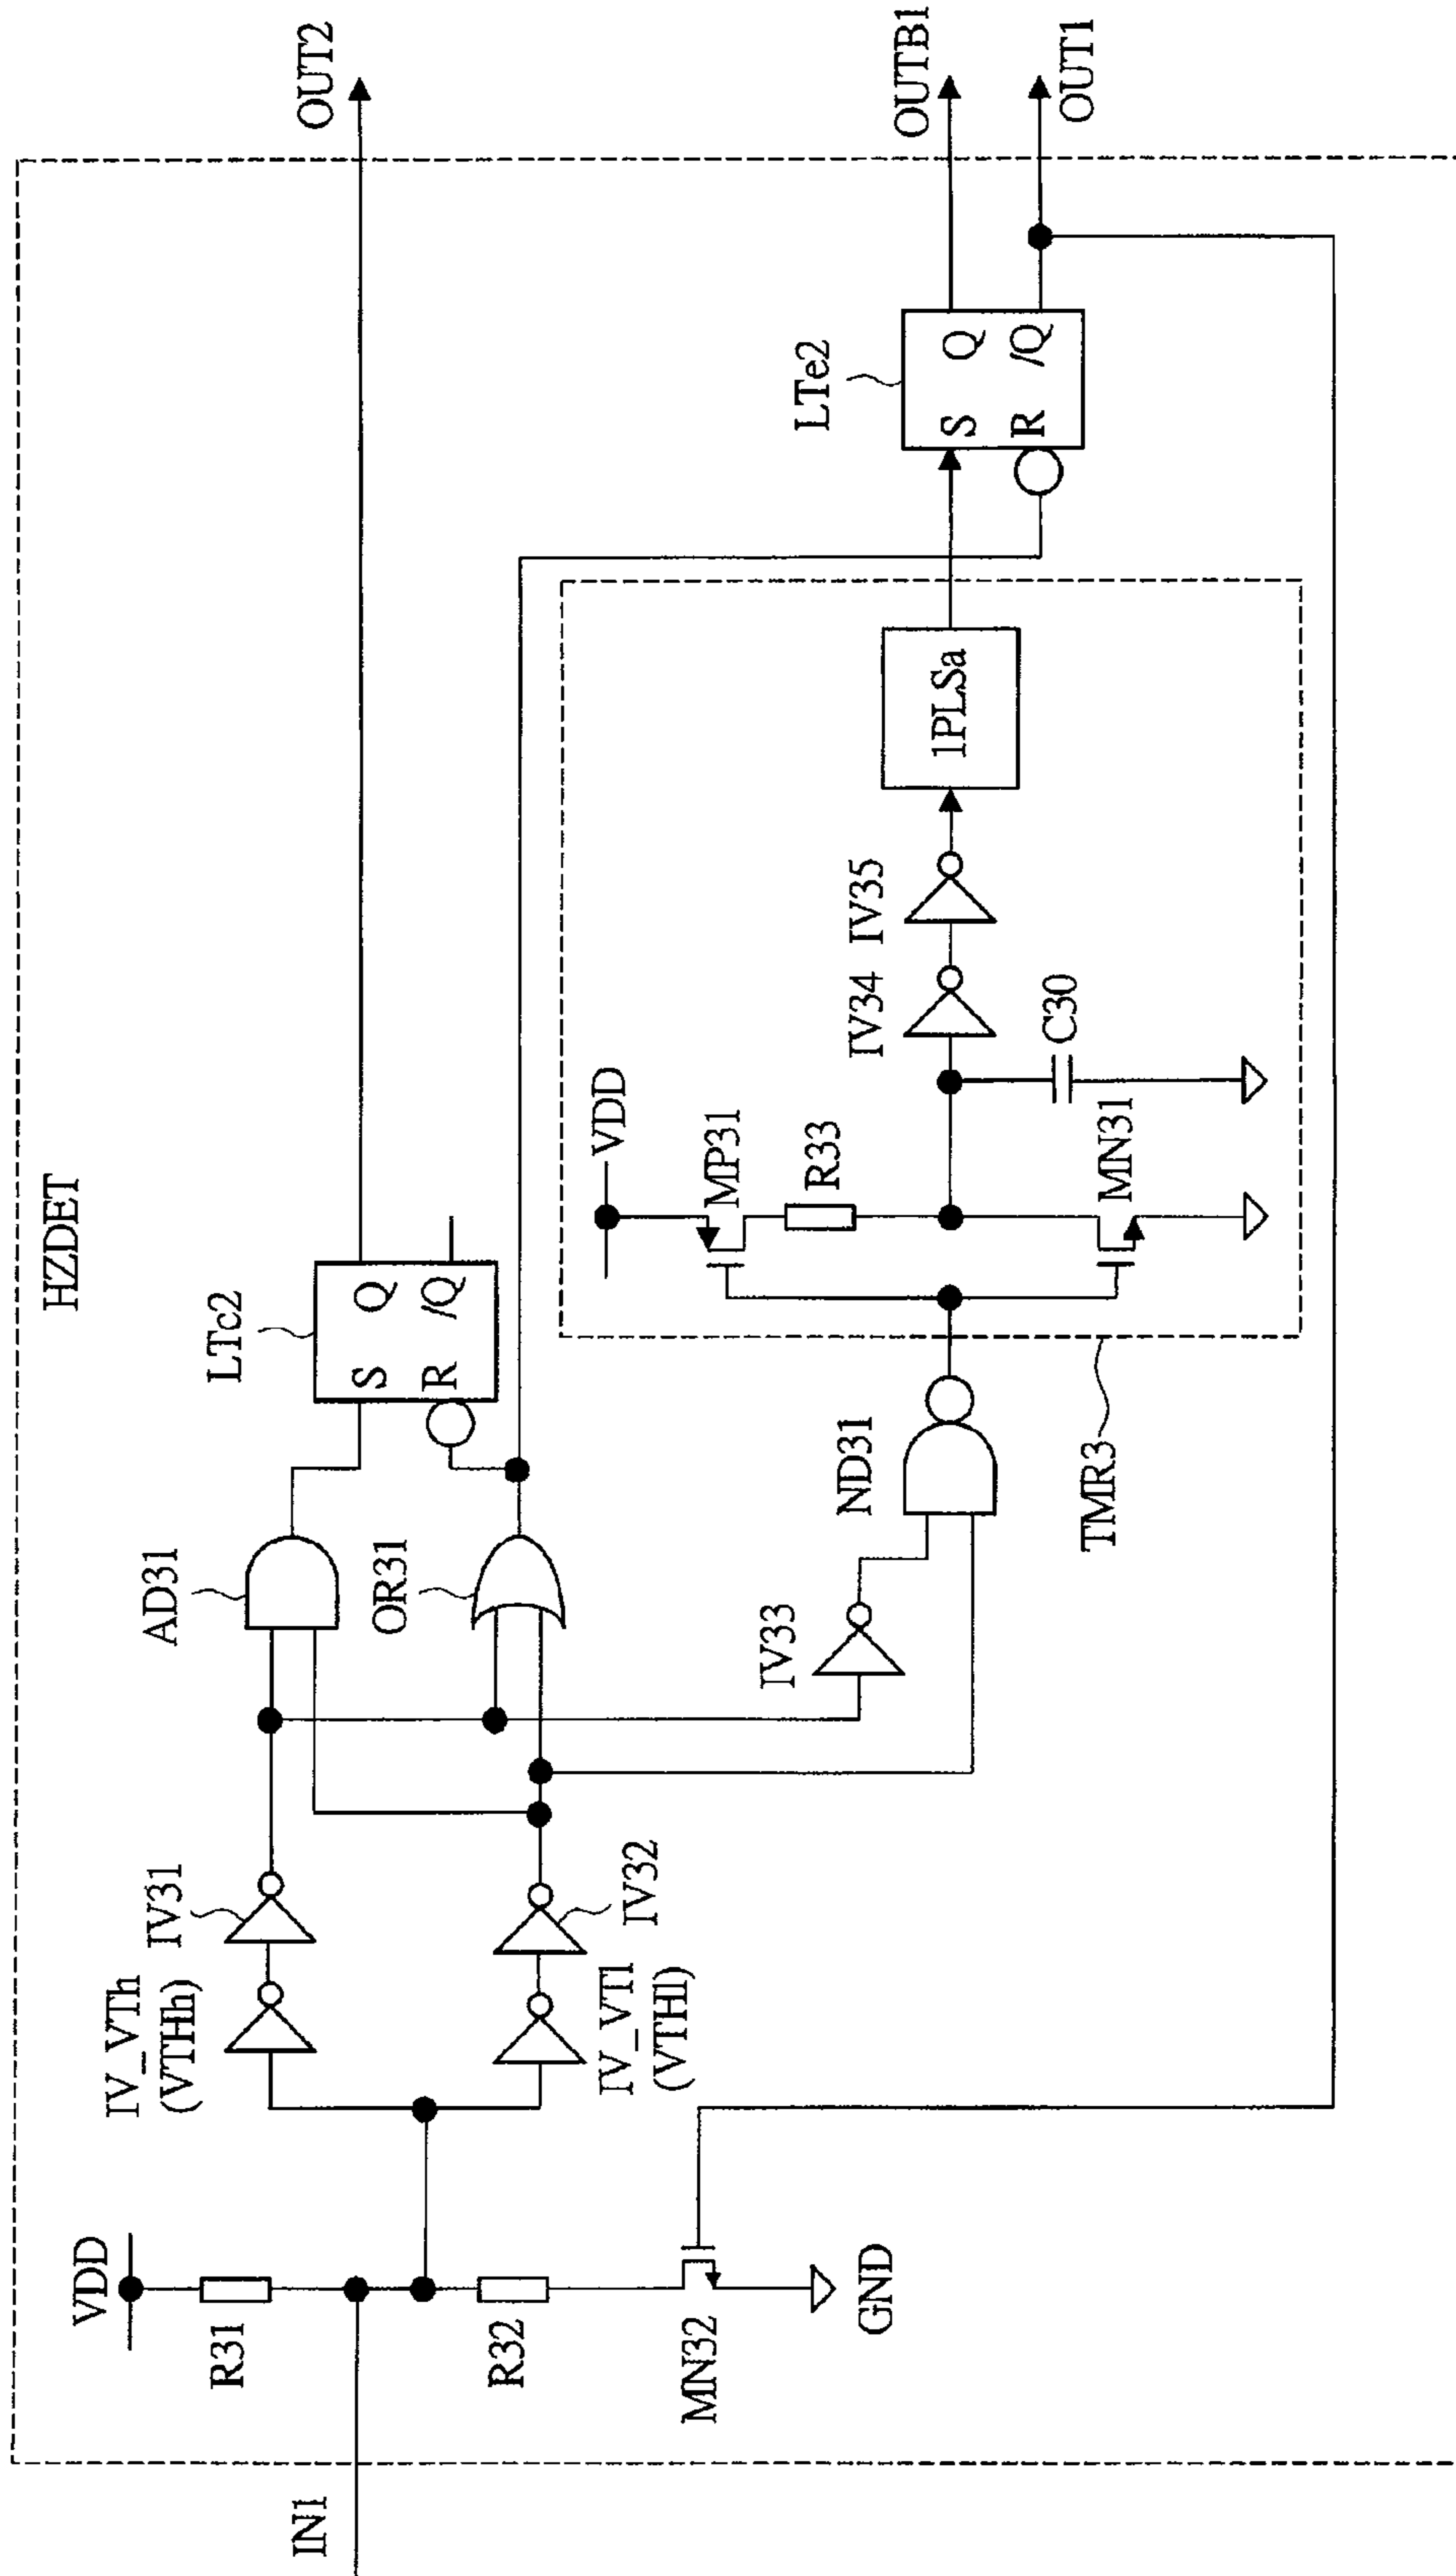 HZDET
IN1
VDD
R31
R32
MN32
GND
IV_VTh
(VTHh)
IV31
IV_VTl
(VTHl)
IV32
AD31
OR31
IV33
ND31
LTc2
S
Q
R
/Q
OUT2
TMR3
VDD
MP31
R33
MN31
C30
IV34
IV35
1PLSa
LTe2
S
Q
R
/Q
OUTB1
OUT1